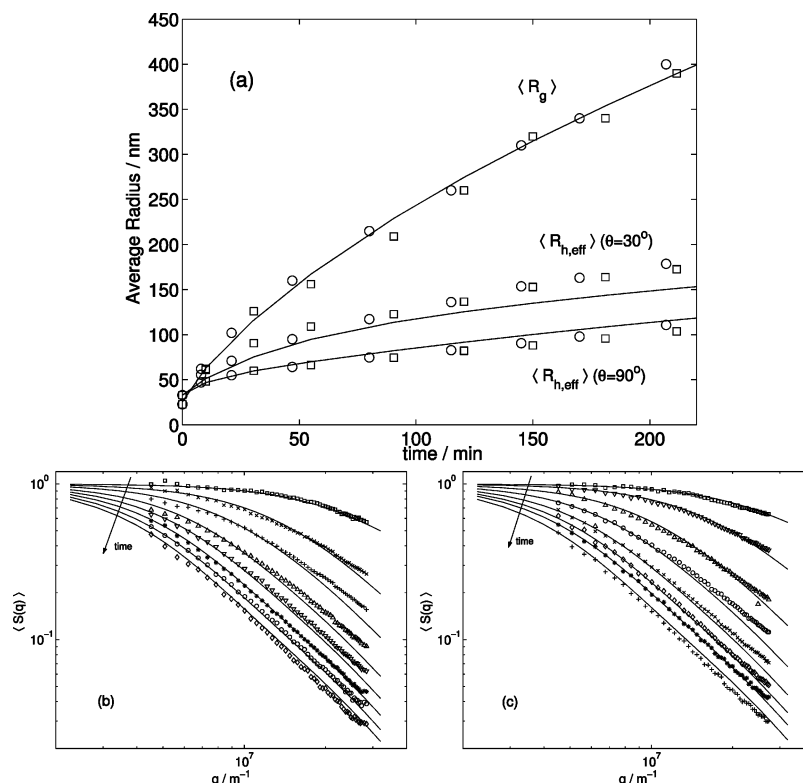 450
400
350
300
250
200
150
100
50
0
Average Radius / nm
(a)
⟨ R_g ⟩
⟨ R_h,eff ⟩ (θ=30°)
⟨ R_h,eff ⟩ (θ=90°)
0 50 100 150 200
time / min
10^0
10^-1
⟨ S(q) ⟩
time
(b)
10^7
q / m^-1
10^0
10^-1
⟨ S(q) ⟩
time
(c)
10^7
q / m^-1